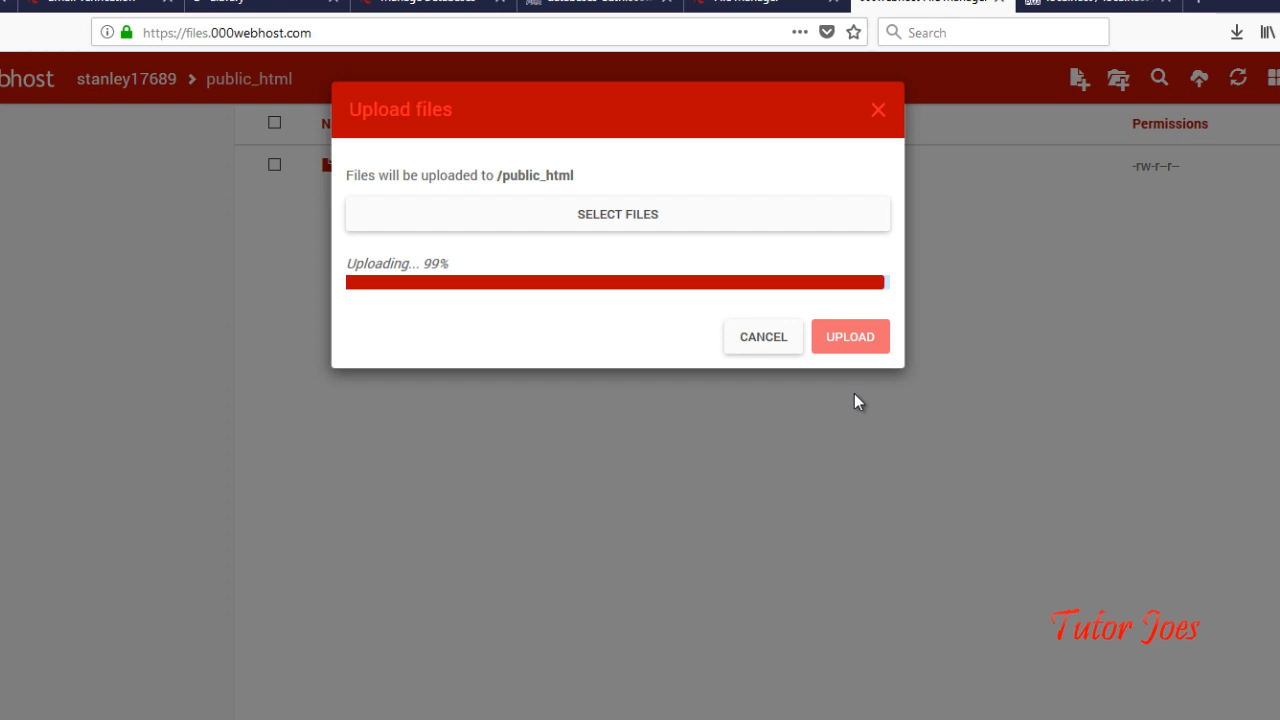 https://files.000webhost.com
Search
bhost
stanley17689 > public_html
Upload files
Permissions
-rw-r--r--
Files will be uploaded to /public_html
SELECT FILES
Uploading... 99%
CANCEL
UPLOAD
Tutor Joes